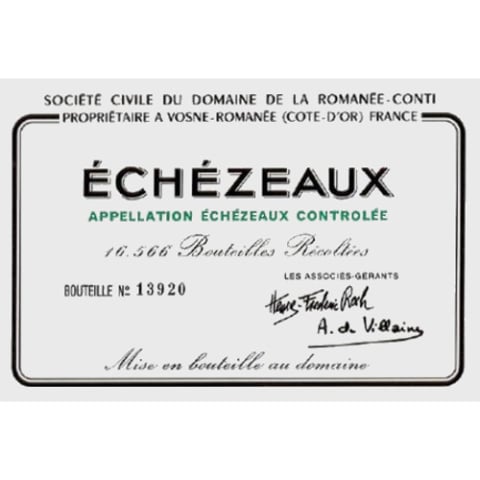 SOCIÉTÉ CIVILE DU DOMAINE DE LA ROMANÉE-CONTI
PROPRIÉTAIRE A VOSNE-ROMANÉE (COTE-D'OR) FRANCE
ÉCHÉZEAUX
APPELLATION ÉCHÉZEAUX CONTROLÉE
16.566 Bouteilles Récoltées
LES ASSOCIÉS-GÉRANTS
BOUTEILLE No 13920
Henry-Frédéric Roch
A. de Villaine
Mise en bouteille au domaine